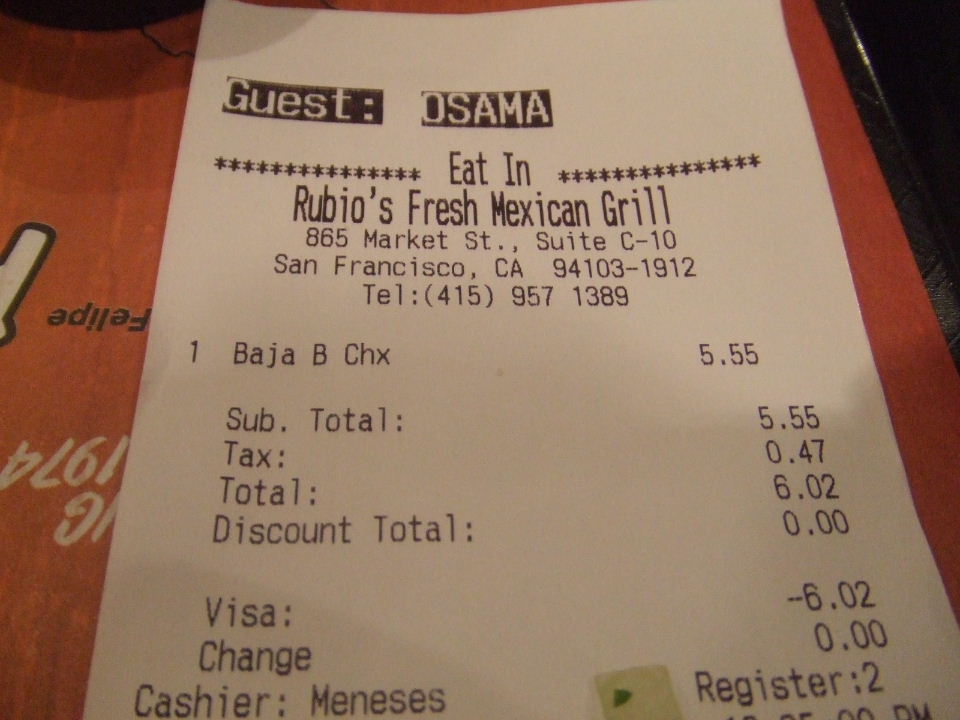 Guest: OSAMA
*************** Eat In ***************
Rubio's Fresh Mexican Grill
865 Market St., Suite C-10
San Francisco, CA 94103-1912
Tel:(415) 957 1389
1 Baja B Chx 5.55
Sub. Total: 5.55
Tax: 0.47
Total: 6.02
Discount Total: 0.00
Visa: -6.02
Change 0.00
Cashier: Meneses Register:2
Felipe
1974